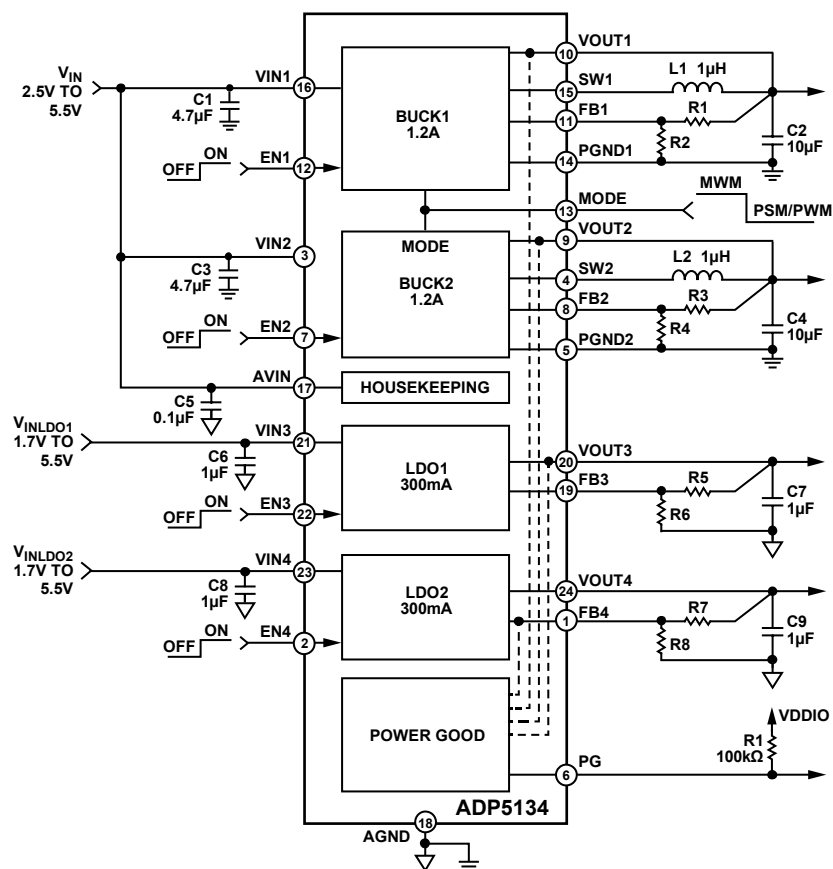 VOUT1
10
VIN
2.5V TO
5.5V
VIN1
16
C1
4.7µF
BUCK1
1.2A
SW1
15
L1 1µH
FB1
11
R1
R2
C2
10µF
PGND1
14
OFF
ON
EN1
12
MODE
13
MWM
PSM/PWM
VOUT2
9
VIN2
3
C3
4.7µF
MODE
BUCK2
1.2A
SW2
4
L2 1µH
FB2
8
R3
R4
C4
10µF
PGND2
5
OFF
ON
EN2
7
AVIN
17
HOUSEKEEPING
C5
0.1µF
VINLDO1
1.7V TO
5.5V
VIN3
21
C6
1µF
LDO1
300mA
VOUT3
20
FB3
19
R5
R6
C7
1µF
OFF
ON
EN3
22
VINLDO2
1.7V TO
5.5V
VIN4
23
C8
1µF
LDO2
300mA
VOUT4
24
FB4
1
R7
R8
C9
1µF
OFF
ON
EN4
2
POWER GOOD
VDDIO
R1
100kΩ
PG
6
ADP5134
18
AGND